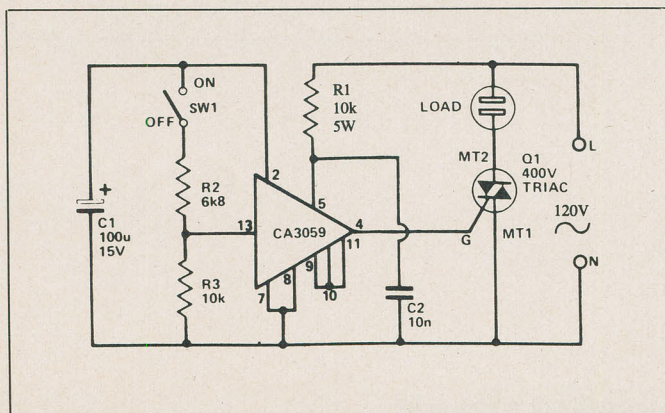 ON
SW1
OFF
R1
10k
5W
LOAD
L
2
MT2
Q1
400V
TRIAC
R2
6k8
5
+
C1
100u
15V
13
CA3059
4
11
G
MT1
120V
N
R3
10k
9
8
7
10
C2
10n